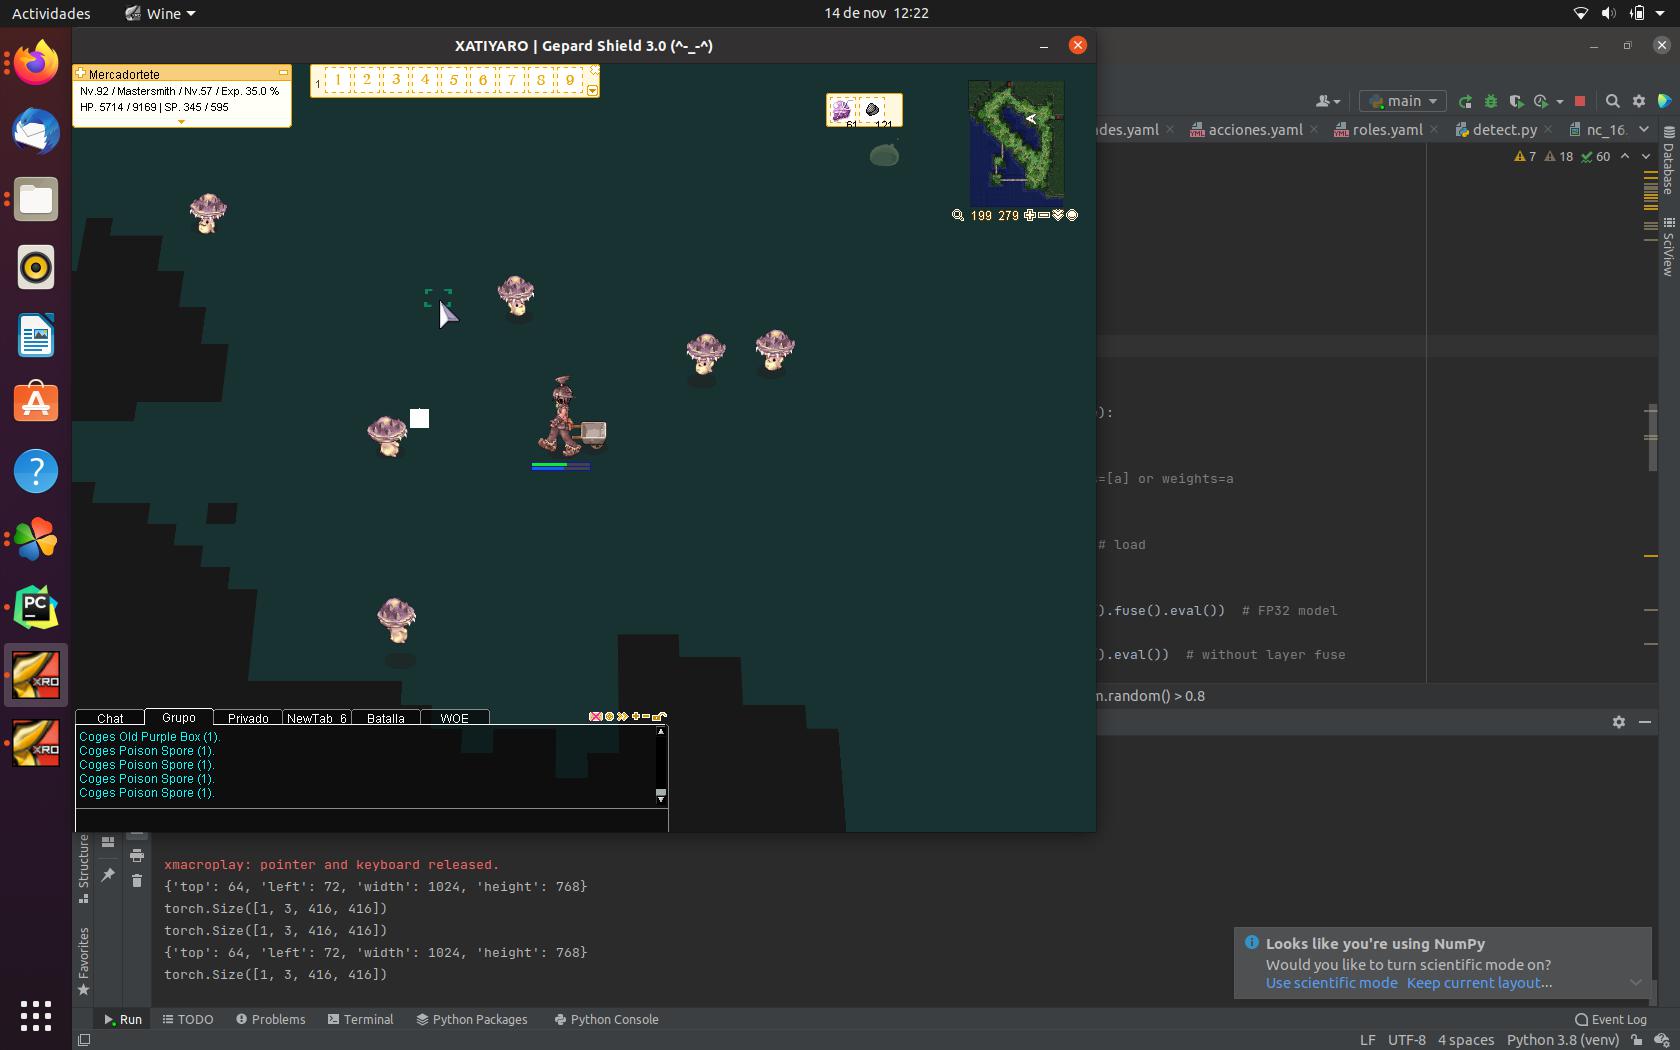 Actividades
Wine
14 de nov 12:22
XATIYARO | Gepard Shield 3.0 (^-_-^)
Mercadortete
Nv.92 / Mastersmith / Nv.57 / Exp. 35.0 %
HP. 5714 / 9169 | SP. 345 / 595
1 1 2 3 4 5 6 7 8 9
61 121
199 279
main
des.yaml
acciones.yaml
roles.yaml
detect.py
nc_16.
7 18 60
Database
SciView
):
=[a] or weights=a
# load
).fuse().eval()) # FP32 model
).eval()) # without layer fuse
m.random() > 0.8
Chat Grupo Privado NewTab_6 Batalla WOE
Coges Old Purple Box (1).
Coges Poison Spore (1).
Coges Poison Spore (1).
Coges Poison Spore (1).
Coges Poison Spore (1).
PC
XRO
XRO
Structure
Favorites
xmacroplay: pointer and keyboard released.
{'top': 64, 'left': 72, 'width': 1024, 'height': 768}
torch.Size([1, 3, 416, 416])
torch.Size([1, 3, 416, 416])
{'top': 64, 'left': 72, 'width': 1024, 'height': 768}
torch.Size([1, 3, 416, 416])
Looks like you're using NumPy
Would you like to turn scientific mode on?
Use scientific mode Keep current layout...
Run TODO Problems Terminal Python Packages Python Console
Event Log
LF UTF-8 4 spaces Python 3.8 (venv)